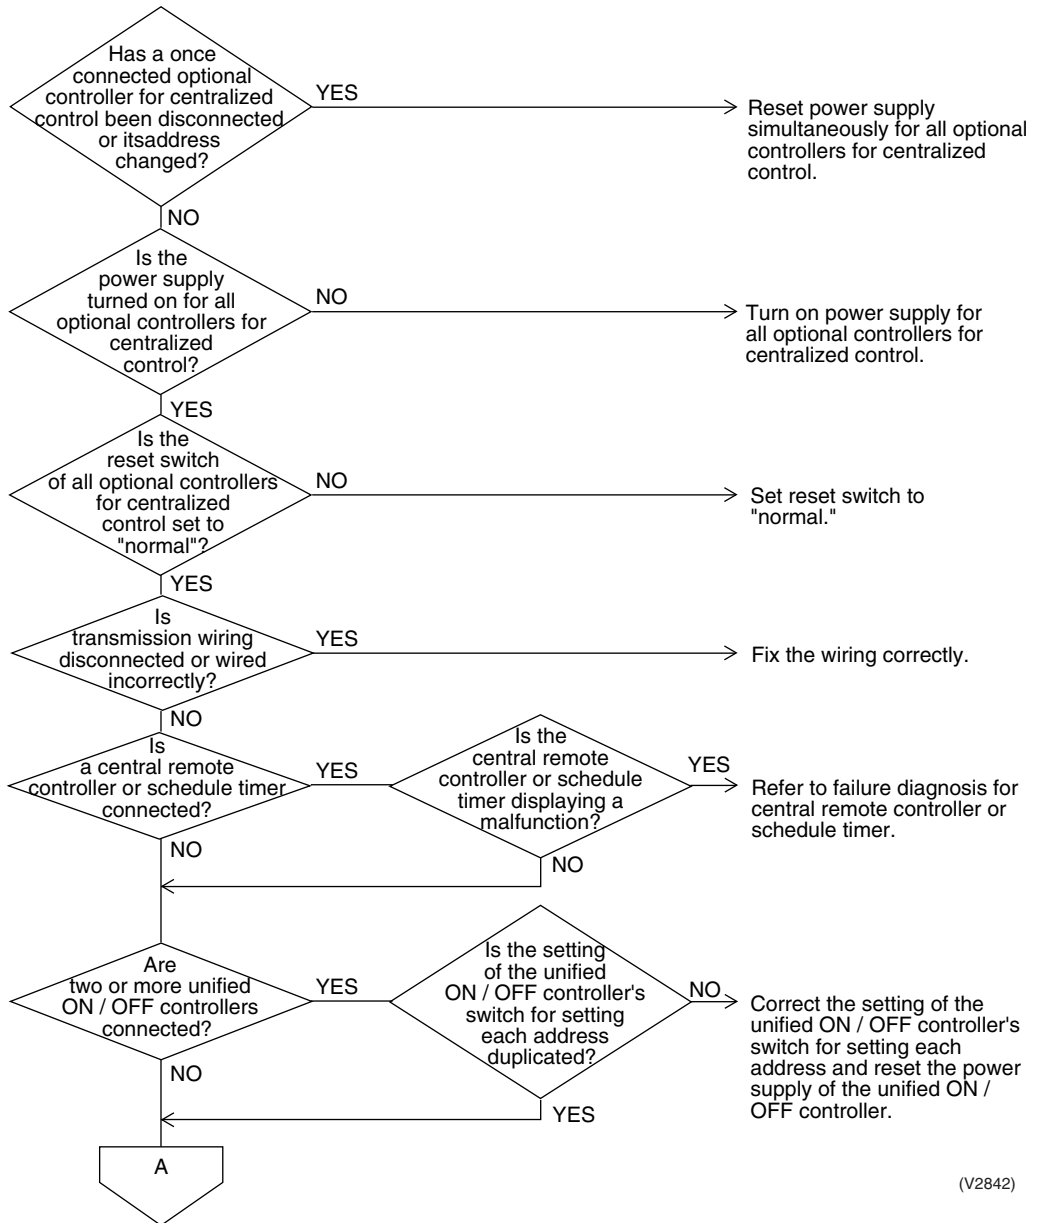 Has a once
connected optional
controller for centralized
control been disconnected
or itsaddress
changed?
YES
Reset power supply
simultaneously for all optional
controllers for centralized
control.
NO
Is the
power supply
turned on for all
optional controllers for
centralized
control?
NO
Turn on power supply for
all optional controllers for
centralized control.
YES
Is the
reset switch
of all optional controllers
for centralized
control set to
"normal"?
NO
Set reset switch to
"normal."
YES
Is
transmission wiring
disconnected or wired
incorrectly?
YES
Fix the wiring correctly.
NO
Is
a central remote
controller or schedule timer
connected?
YES
Is the
central remote
controller or schedule
timer displaying a
malfunction?
YES
Refer to failure diagnosis for
central remote controller or
schedule timer.
NO
NO
Are
two or more unified
ON / OFF controllers
connected?
YES
Is the setting
of the unified
ON / OFF controller's
switch for setting
each address
duplicated?
NO
Correct the setting of the
unified ON / OFF controller's
switch for setting each
address and reset the power
supply of the unified ON /
OFF controller.
NO
YES
A
(V2842)